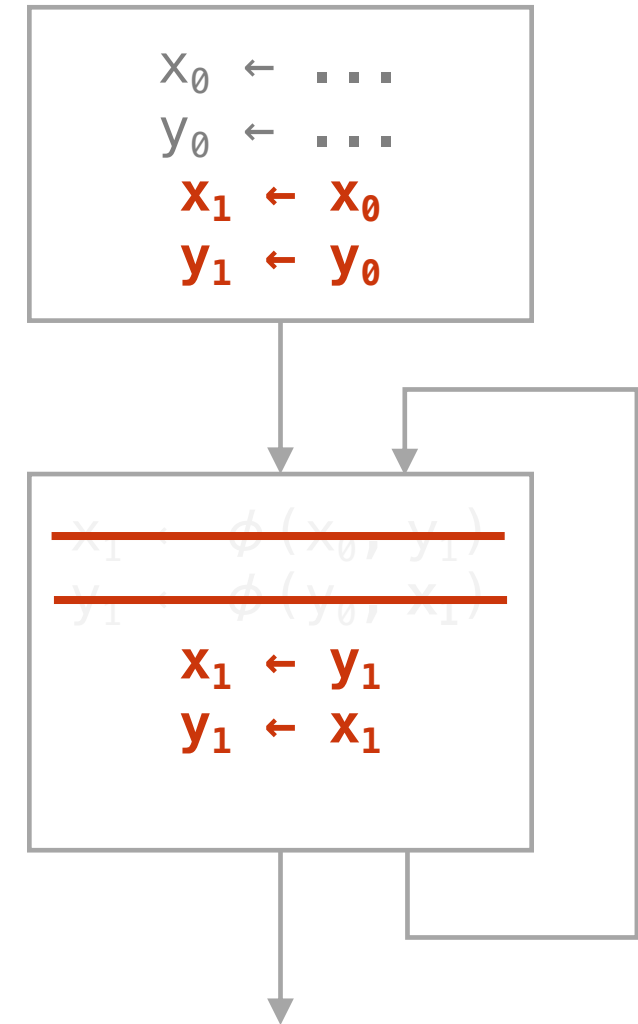 x₀ ← ...
y₀ ← ...
x₁ ← x₀
y₁ ← y₀
x₁ ← ϕ(x₀, y₁)
y₁ ← ϕ(y₀, x₁)
x₁ ← y₁
y₁ ← x₁